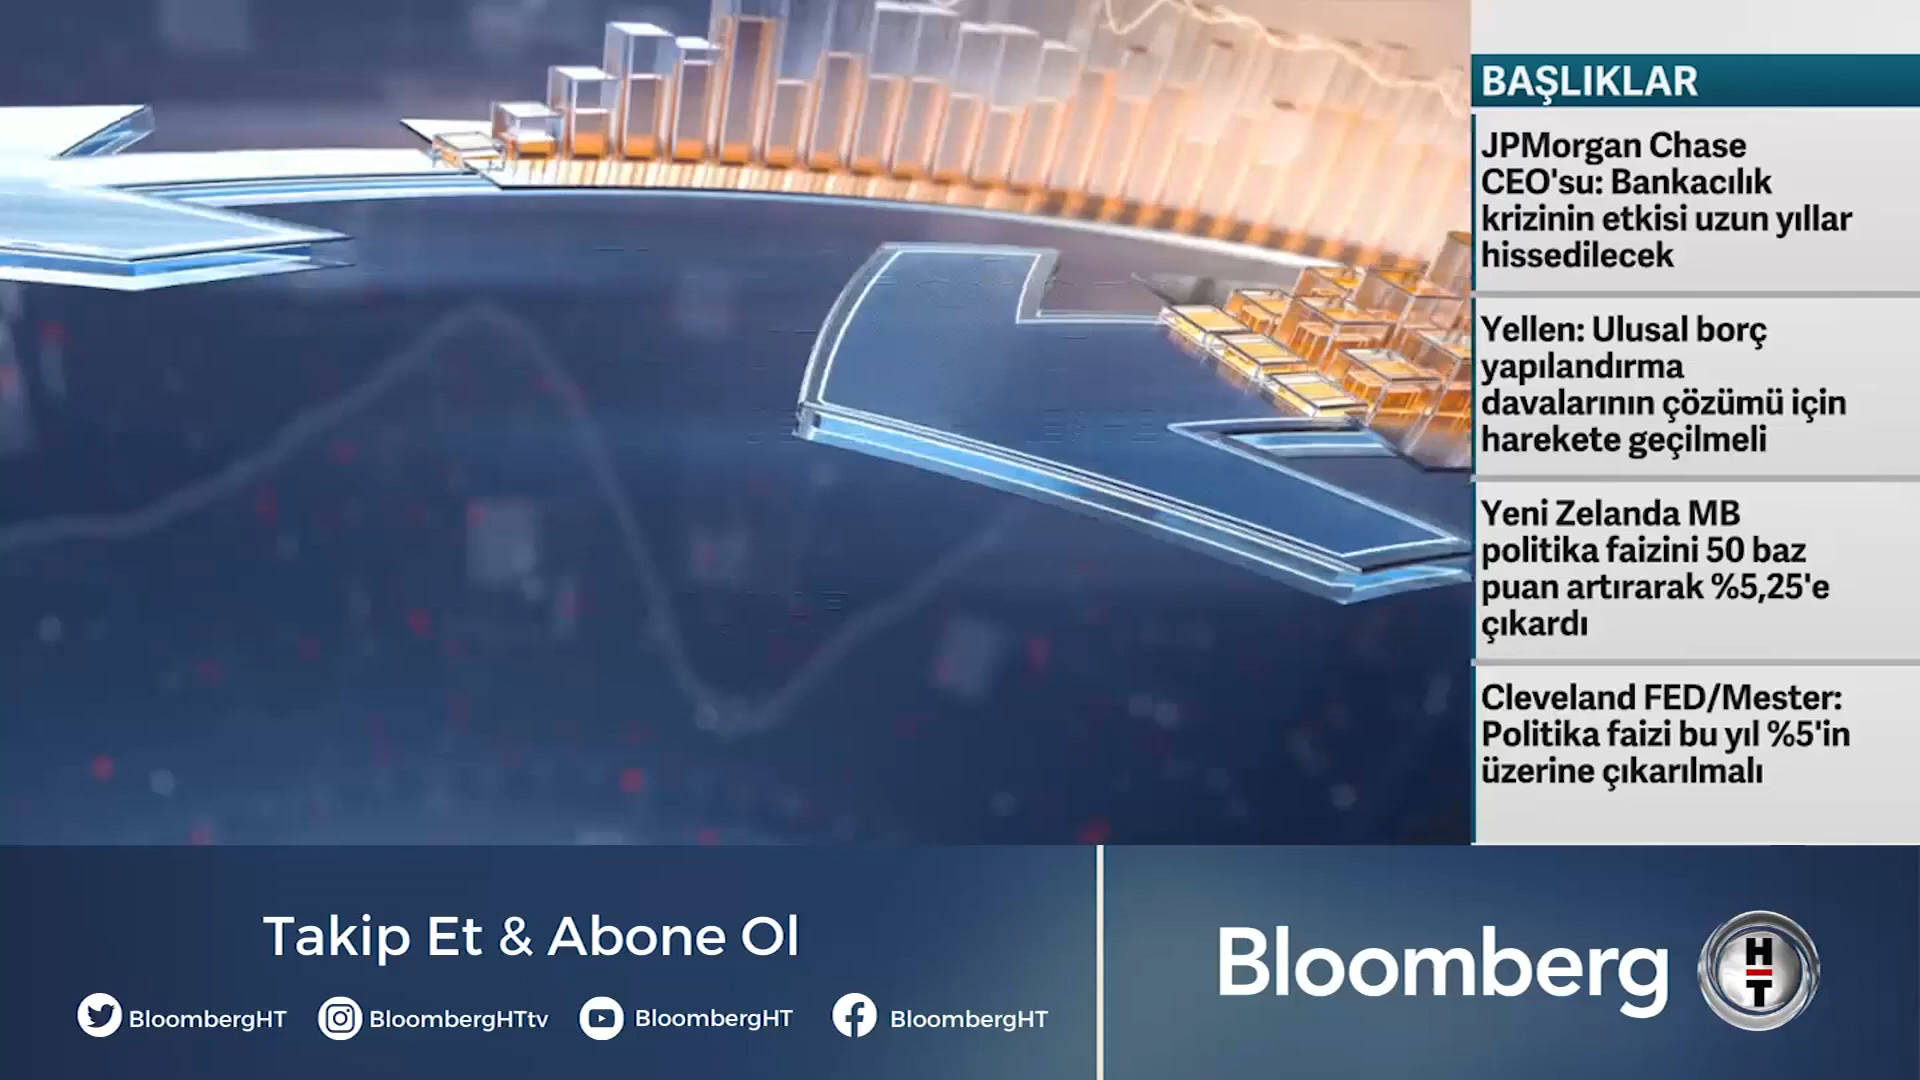 BAŞLIKLAR
JPMorgan Chase
CEO'su: Bankacılık
krizinin etkisi uzun yıllar
hissedilecek
Yellen: Ulusal borç
yapılandırma
davalarının çözümü için
harekete geçilmeli
Yeni Zelanda MB
politika faizini 50 baz
puan artırarak %5,25'e
çıkardı
Cleveland FED/Mester:
Politika faizi bu yıl %5'in
üzerine çıkarılmalı
Takip Et & Abone Ol
BloombergHT BloombergHTtv BloombergHT BloombergHT
Bloomberg HT